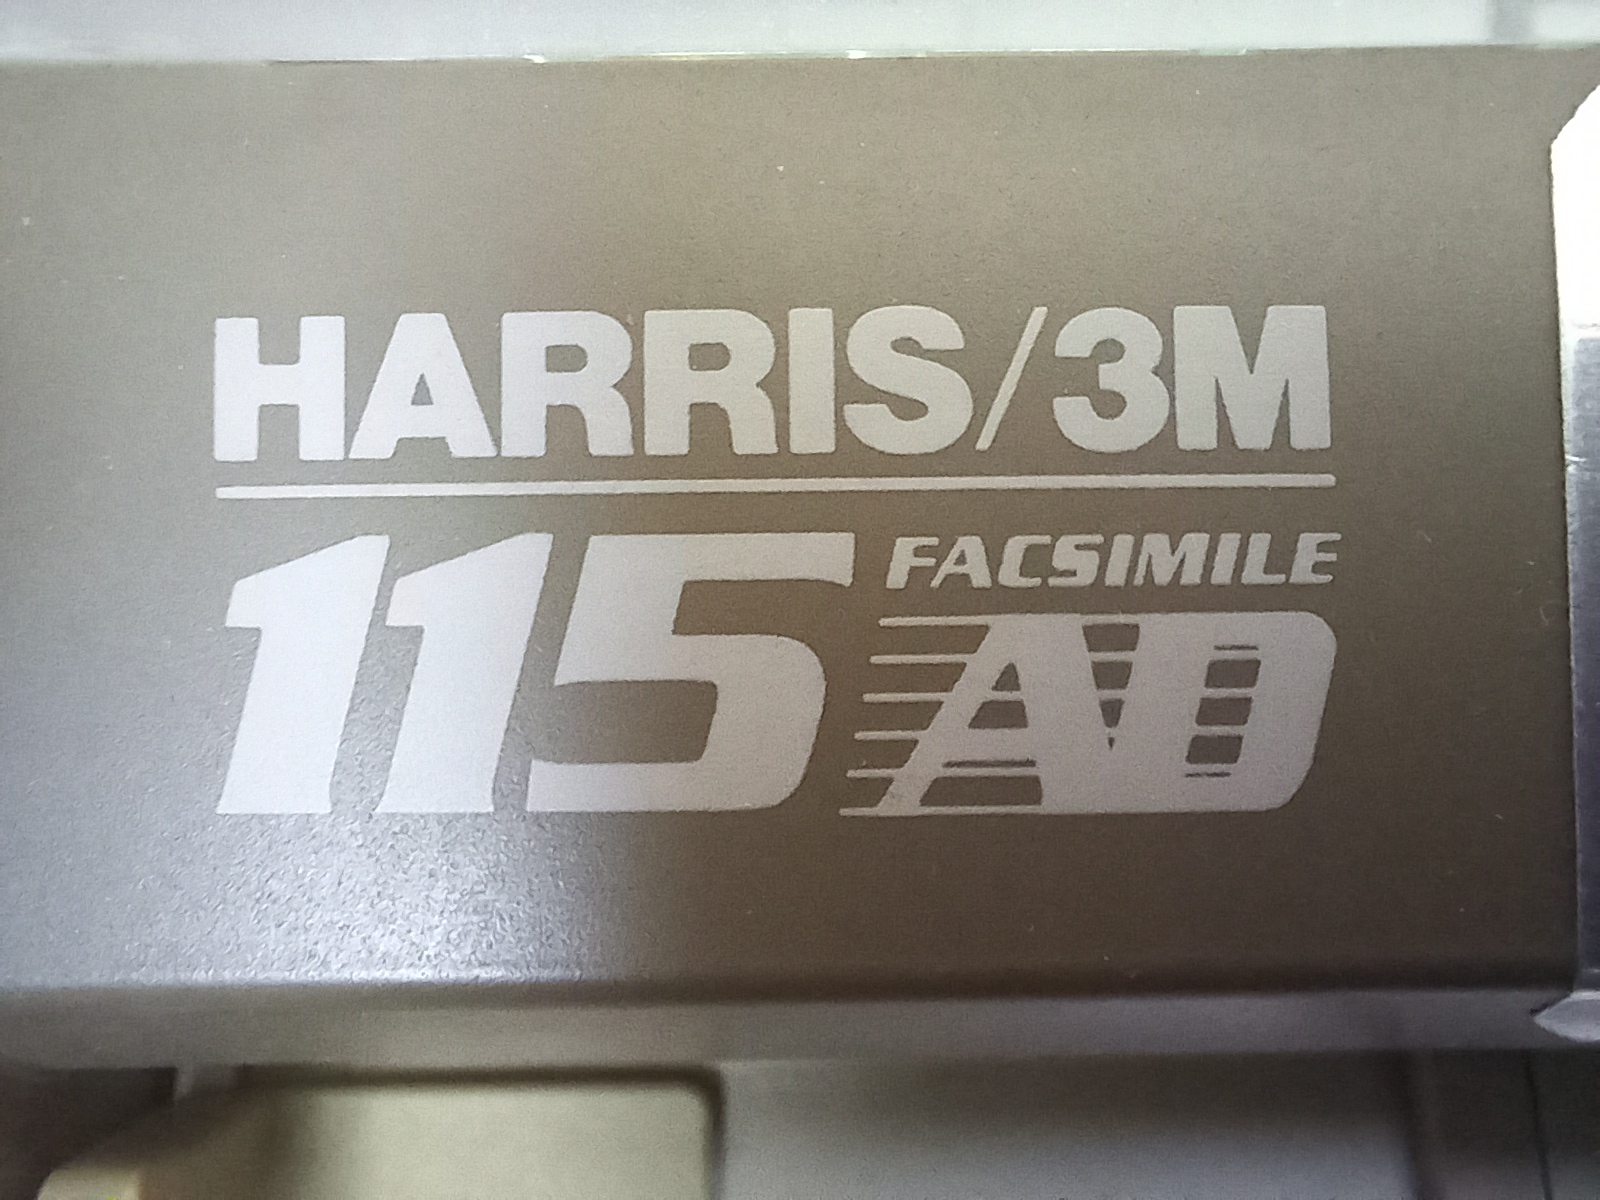 HARRIS/3M
115 FACSIMILE
AD